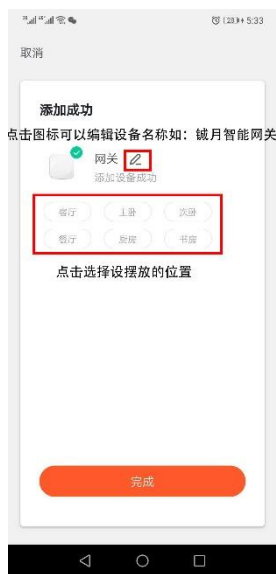 5:33
取消
添加成功
点击图标可以编辑设备名称如：铖月智能网关
网关
添加设备成功
客厅 主卧 次卧
餐厅 厨房 书房
点击选择设摆放的位置
完成